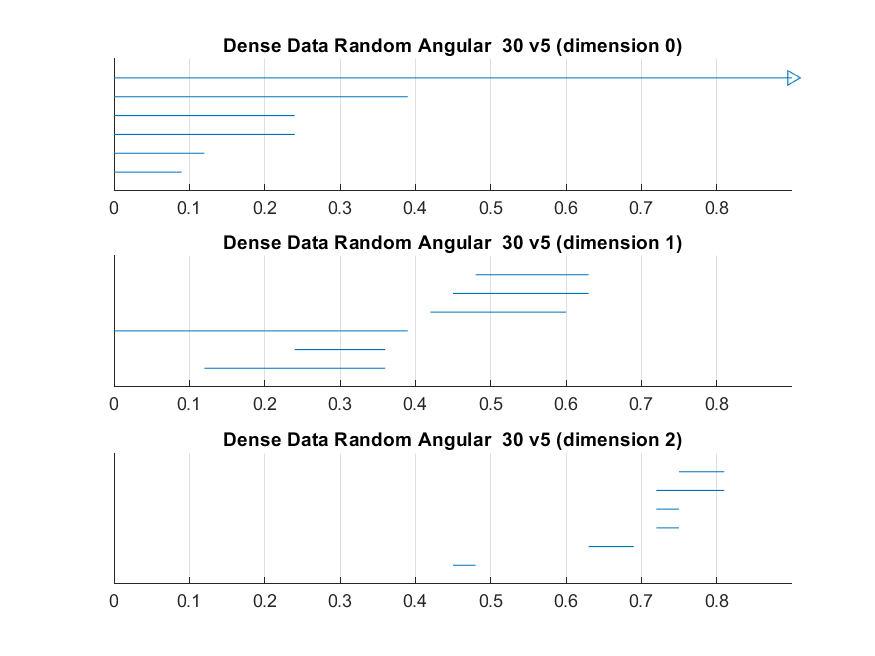 Dense Data Random Angular  30 v5 (dimension 0)
0 0.1 0.2 0.3 0.4 0.5 0.6 0.7 0.8
Dense Data Random Angular  30 v5 (dimension 1)
0 0.1 0.2 0.3 0.4 0.5 0.6 0.7 0.8
Dense Data Random Angular  30 v5 (dimension 2)
0 0.1 0.2 0.3 0.4 0.5 0.6 0.7 0.8